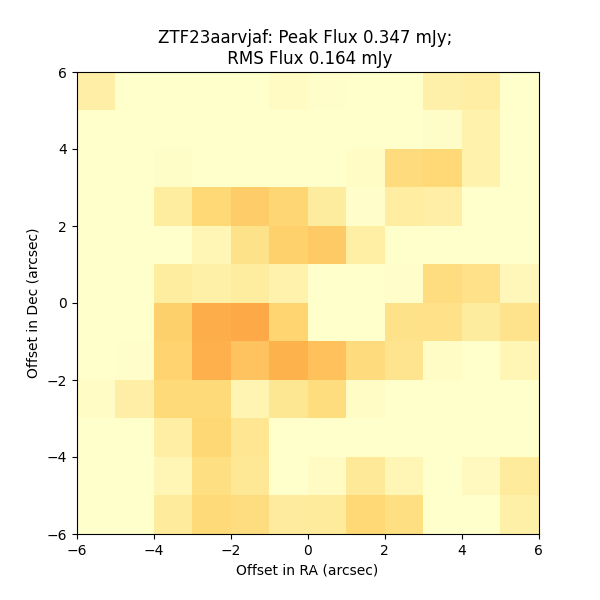 ZTF23aarvjaf: Peak Flux 0.347 mJy;
RMS Flux 0.164 mJy
6
4
2
0
−2
−4
−6
Offset in Dec (arcsec)
−6 −4 −2 0 2 4 6
Offset in RA (arcsec)